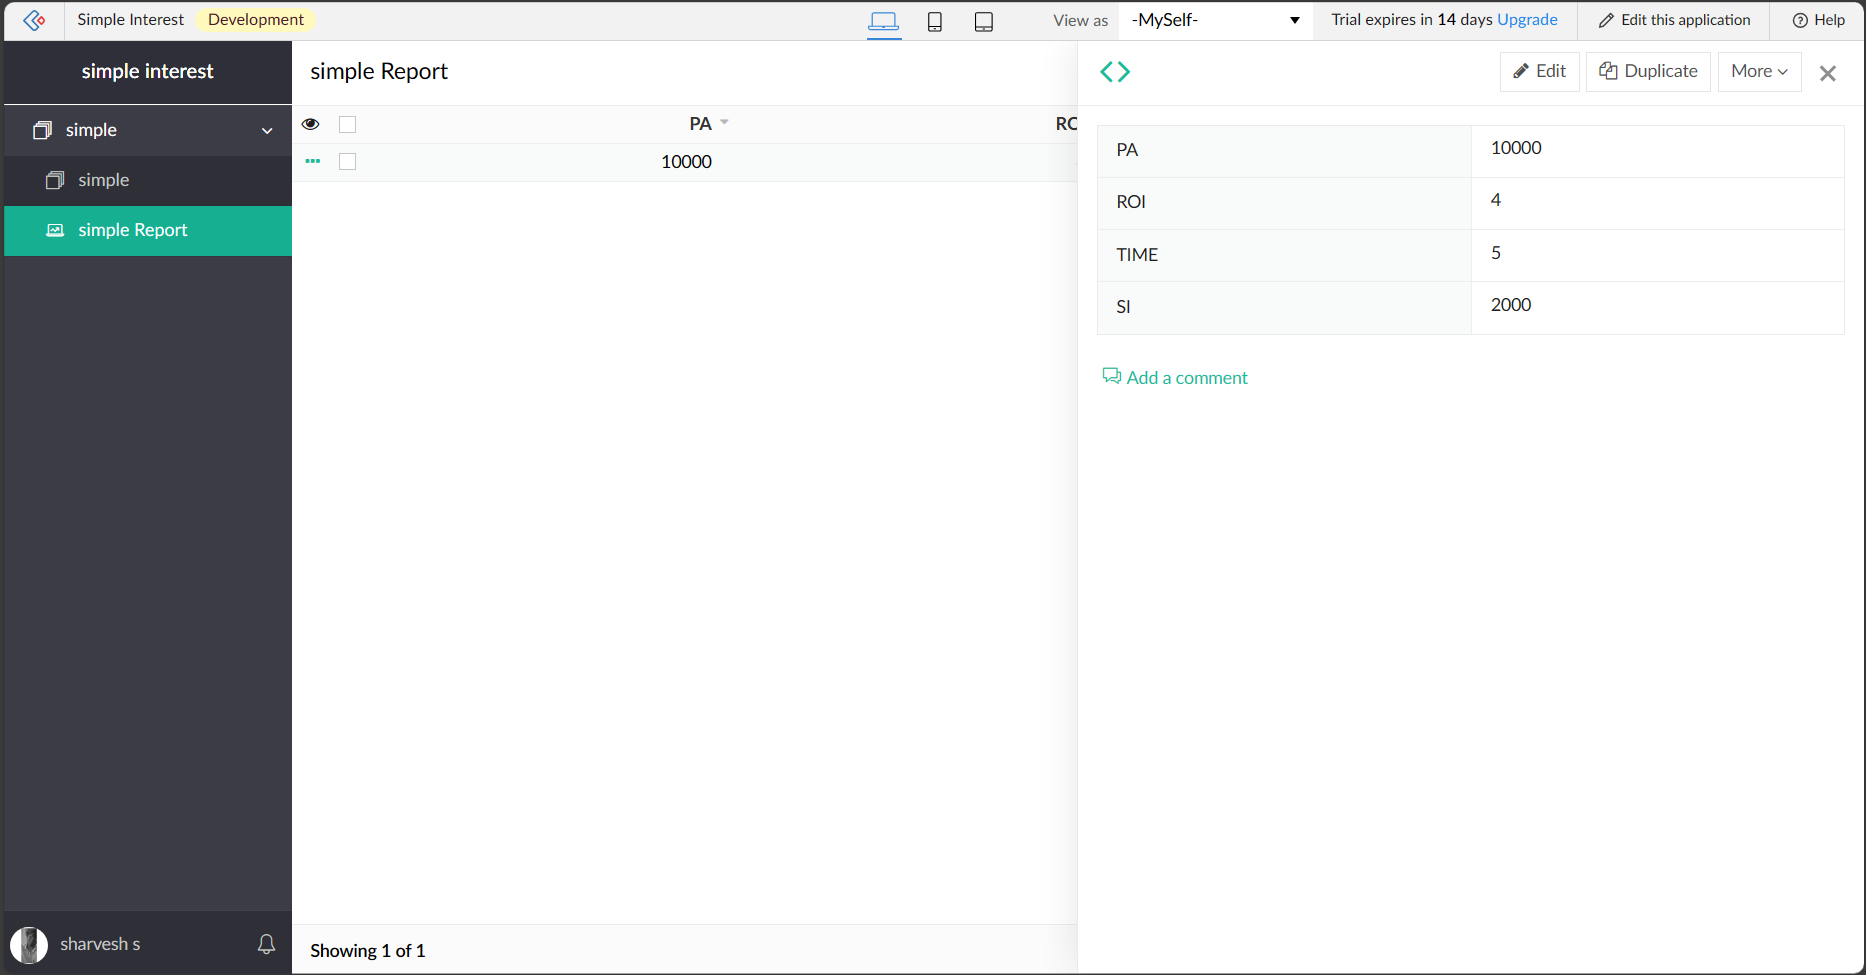 Simple Interest Development View as -MySelf- Trial expires in 14 days Upgrade Edit this application Help
simple interest
simple
simple
simple Report
sharvesh s
simple Report
PA RO
10000
Showing 1 of 1
Edit Duplicate More
PA 10000
ROI 4
TIME 5
SI 2000
Add a comment